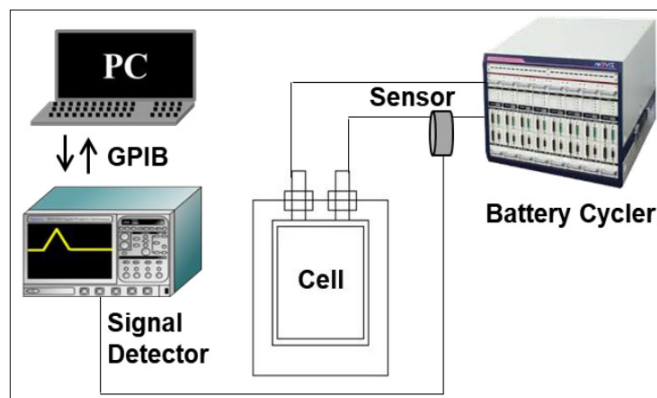 PC
GPIB
Sensor
Battery Cycler
Cell
Signal
Detector